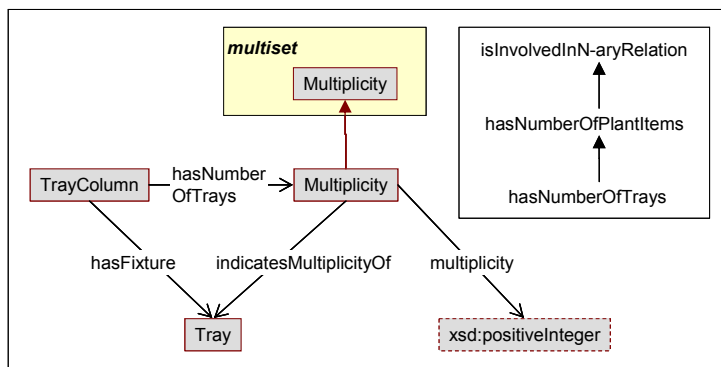 multiset
Multiplicity
isInvolvedInN-aryRelation
hasNumberOfPlantItems
hasNumberOfTrays
TrayColumn
hasNumber
OfTrays
Multiplicity
hasFixture
indicatesMultiplicityOf
multiplicity
Tray
xsd:positiveInteger